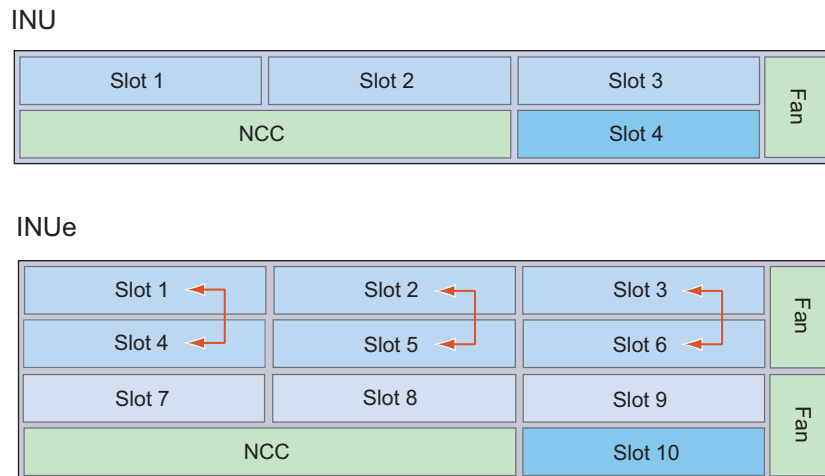 INU
Slot 1 Slot 2 Slot 3 Fan
NCC Slot 4
INUe
Slot 1 Slot 2 Slot 3 Fan
Slot 4 Slot 5 Slot 6
Slot 7 Slot 8 Slot 9 Fan
NCC Slot 10